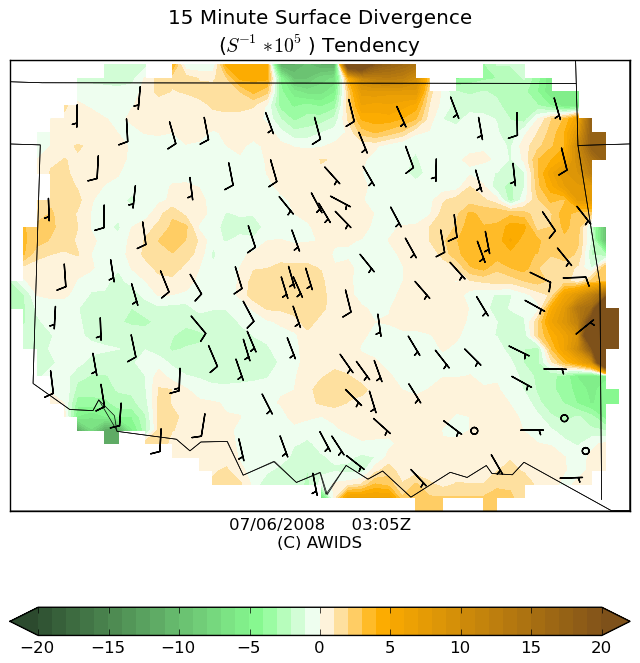 15 Minute Surface Divergence
(S⁻¹ *10⁵ ) Tendency
07/06/2008 03:05Z
(C) AWIDS
−20 −15 −10 −5 0 5 10 15 20